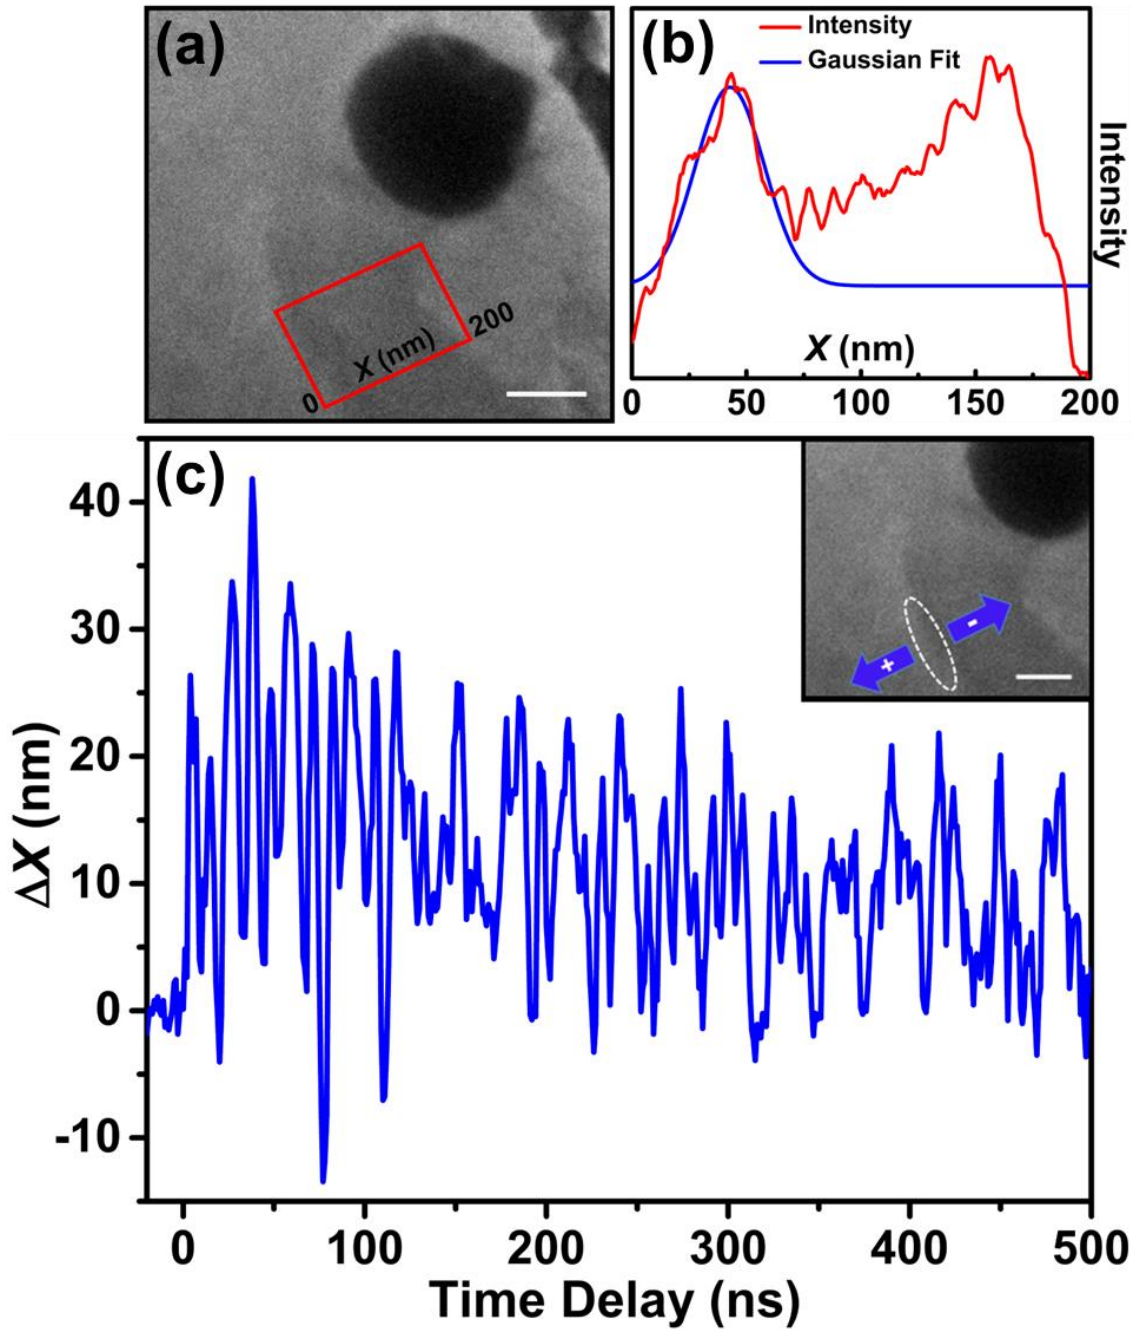 (a)
X (nm)
0
200
(b)
Intensity
Gaussian Fit
Intensity
X (nm)
0 50 100 150 200
(c)
40
30
20
10
0
-10
ΔX (nm)
+
-
0 100 200 300 400 500
Time Delay (ns)